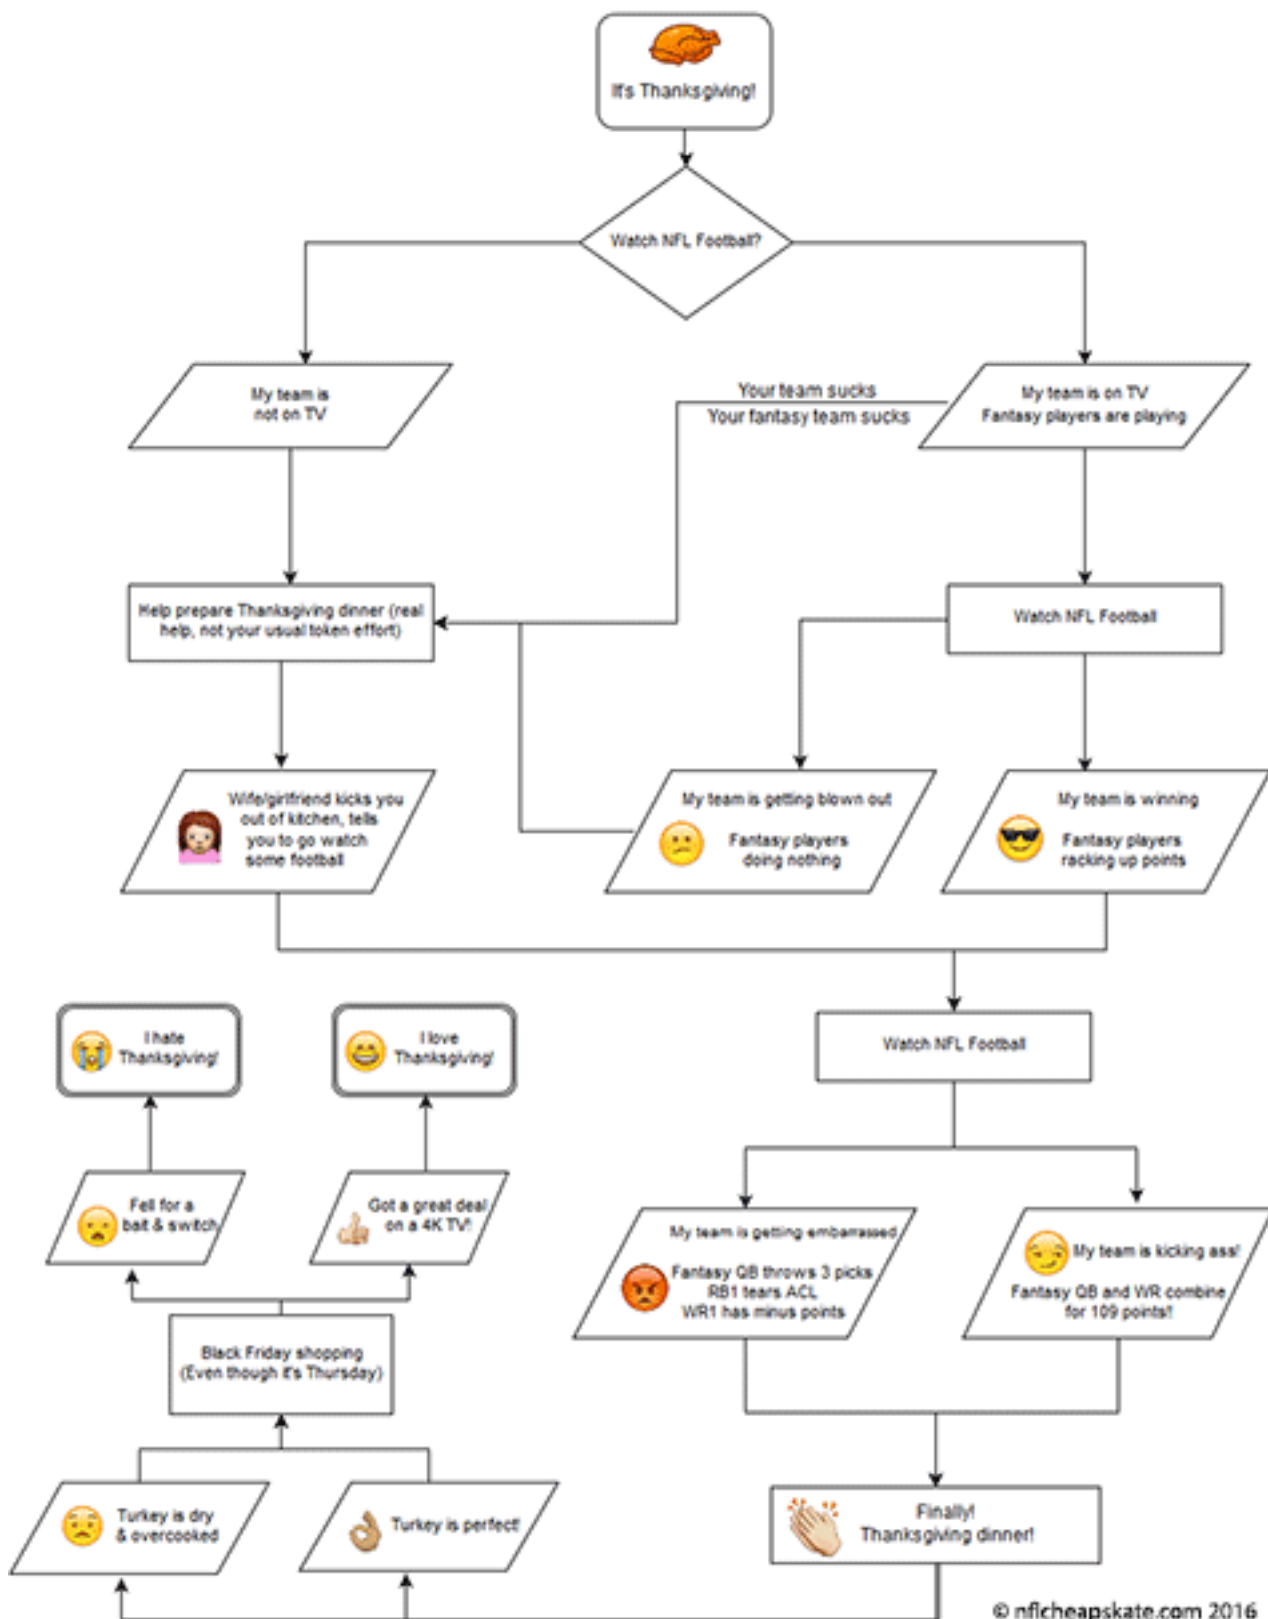 It's Thanksgiving!
Watch NFL Football?
My team is
not on TV
Your team sucks
Your fantasy team sucks
My team is on TV
Fantasy players are playing
Help prepare Thanksgiving dinner (real
help, not your usual token effort)
Watch NFL Football
Wife/girlfriend kicks you
out of kitchen, tells
you to go watch
some football
My team is getting blown out
Fantasy players
doing nothing
My team is winning
Fantasy players
racking up points
I hate
Thanksgiving!
I love
Thanksgiving!
Watch NFL Football
Fell for a
bait & switch
Got a great deal
on a 4K TV!
My team is getting embarrassed
Fantasy QB throws 3 picks
RB1 tears ACL
WR1 has minus points
My team is kicking ass!
Fantasy QB and WR combine
for 109 points!!
Black Friday shopping
(Even though it's Thursday)
Turkey is dry
& overcooked
Turkey is perfect!
Finally!
Thanksgiving dinner!
© nflcheapskate.com 2016